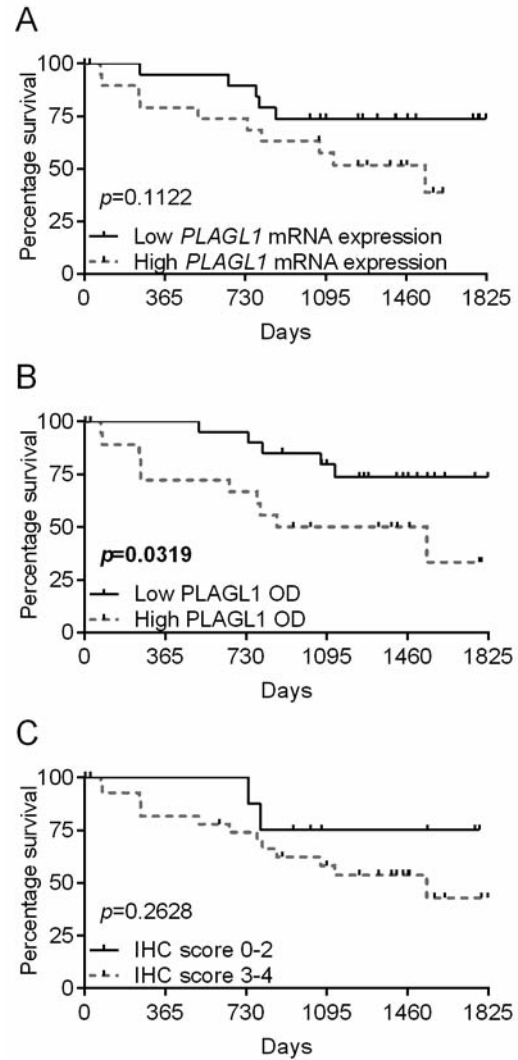 A
Percentage survival
100
75
50
25
0
p=0.1122
Low PLAGL1 mRNA expression
High PLAGL1 mRNA expression
0 365 730 1095 1460 1825
Days
B
Percentage survival
100
75
50
25
0
p=0.0319
Low PLAGL1 OD
High PLAGL1 OD
0 365 730 1095 1460 1825
Days
C
Percentage survival
100
75
50
25
0
p=0.2628
IHC score 0-2
IHC score 3-4
0 365 730 1095 1460 1825
Days